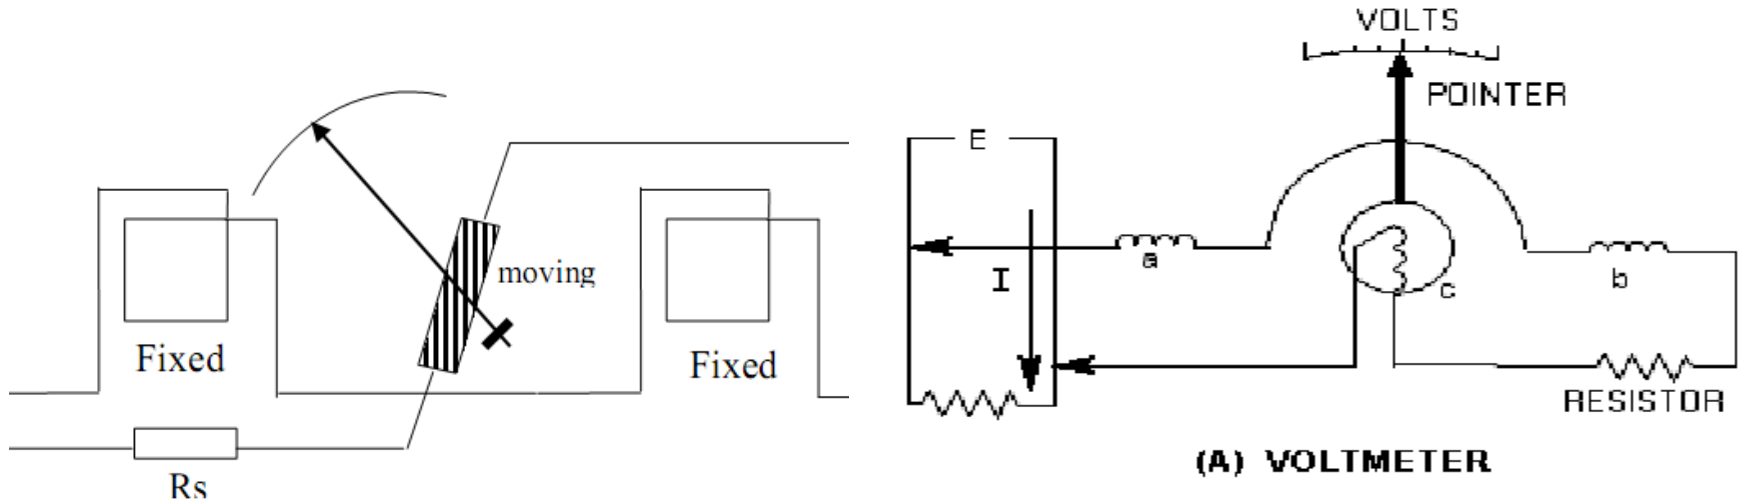 moving
Fixed
Fixed
Rs
VOLTS
POINTER
E
I
a
b
c
RESISTOR
(A) VOLTMETER